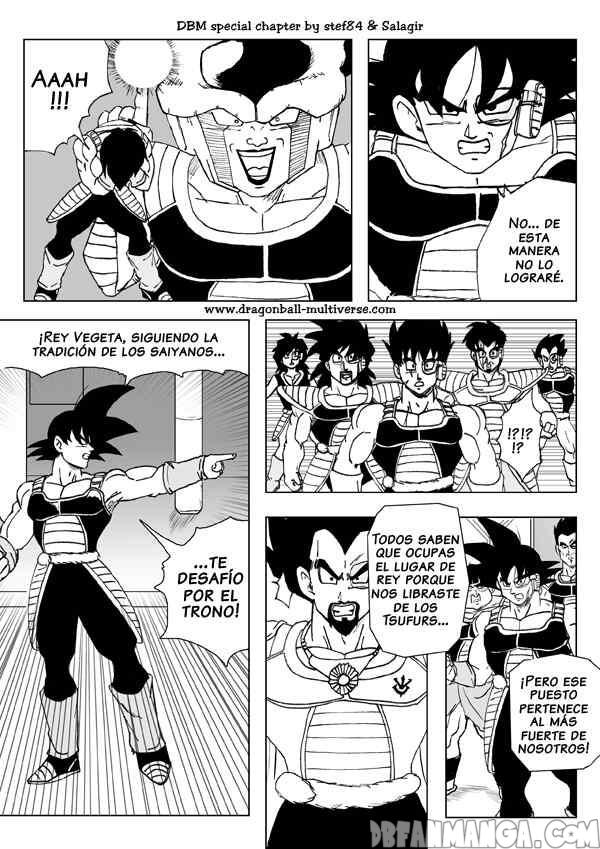 DBM special chapter by stef84 & Salagir
AAAH
!!!
NO... DE
ESTA
MANERA
NO LO
LOGRARÉ.
www.dragonball-multiverse.com
¡REY VEGETA, SIGUIENDO LA
TRADICIÓN DE LOS SAIYANOS...
!?!?
!?
...TE
DESAFÍO
POR EL
TRONO!
TODOS SABEN
QUE OCUPAS
EL LUGAR DE
REY PORQUE
NOS LIBRASTE
DE LOS
TSUFURS...
¡PERO ESE
PUESTO
PERTENECE
AL MÁS
FUERTE DE
NOSOTROS!
DBFANMANGA.COM